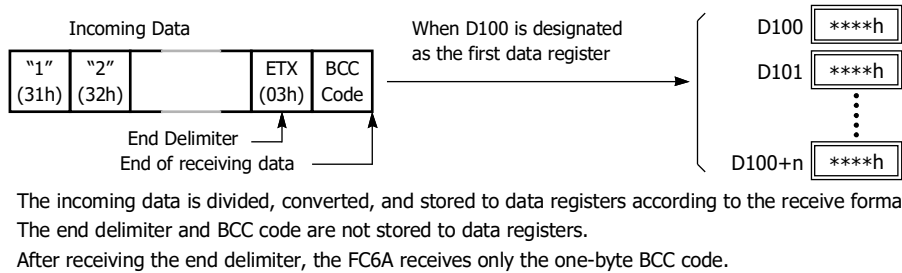 Incoming Data
When D100 is designated
as the first data register
D100 ****h
"1" "2" ETX BCC
(31h) (32h) (03h) Code
D101 ****h
End Delimiter
End of receiving data
D100+n ****h
The incoming data is divided, converted, and stored to data registers according to the receive forma
The end delimiter and BCC code are not stored to data registers.
After receiving the end delimiter, the FC6A receives only the one-byte BCC code.